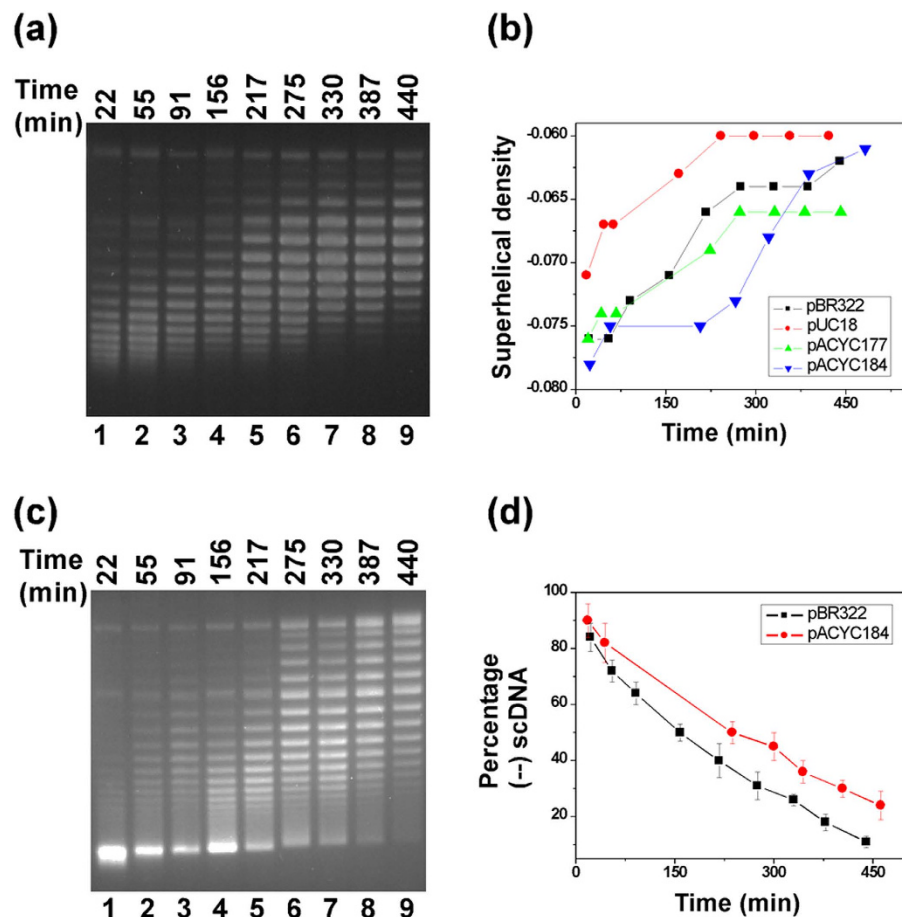 (a)
Time (min) 22 55 91 156 217 275 330 387 440
1 2 3 4 5 6 7 8 9
(b)
Superhelical density
-0.060
-0.065
-0.070
-0.075
-0.080
pBR322
pUC18
pACYC177
pACYC184
0 150 300 450
Time (min)
(c)
Time (min) 22 55 91 156 217 275 330 387 440
1 2 3 4 5 6 7 8 9
(d)
Percentage
(--) scDNA
100
80
60
40
20
pBR322
pACYC184
0 150 300 450
Time (min)